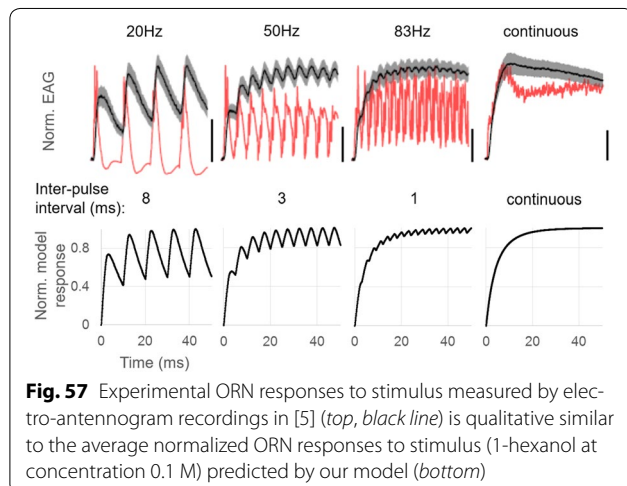 20Hz 50Hz 83Hz continuous
Norm. EAG
Inter-pulse
interval (ms): 8 3 1 continuous
Norm. model
response
0.8
0.4
0
0 20 40 0 20 40 0 20 40 0 20 40
Time (ms)
Fig. 57 Experimental ORN responses to stimulus measured by elec-
tro-antennogram recordings in [5] (top, black line) is qualitative similar
to the average normalized ORN responses to stimulus (1-hexanol at
concentration 0.1 M) predicted by our model (bottom)